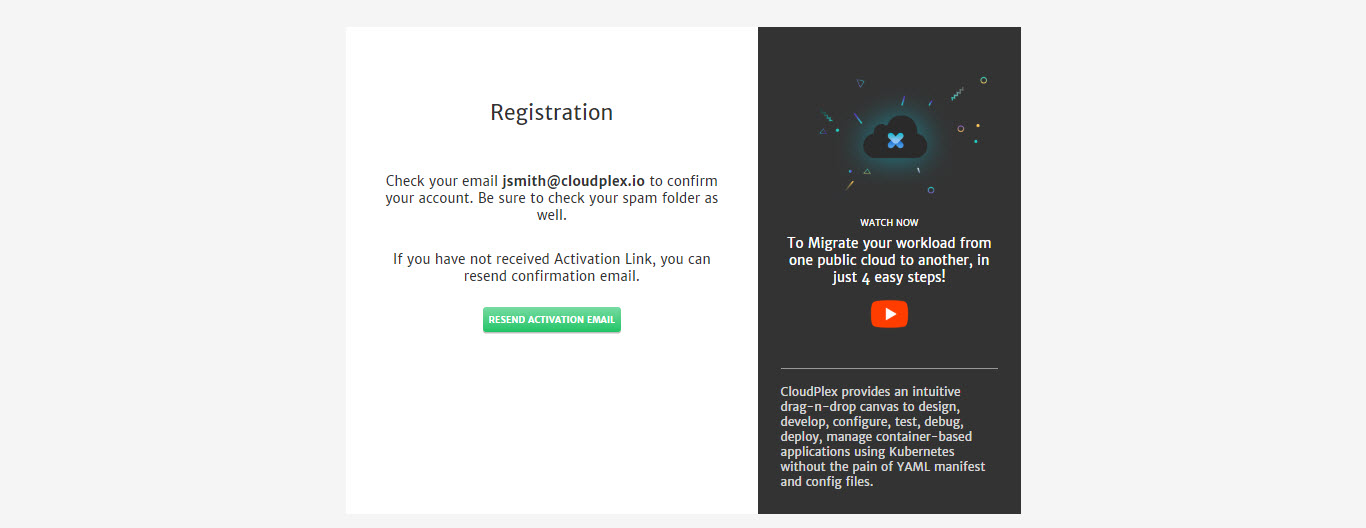 Registration
Check your email jsmith@cloudplex.io to confirm
your account. Be sure to check your spam folder as
well.
If you have not received Activation Link, you can
resend confirmation email.
RESEND ACTIVATION EMAIL
WATCH NOW
To Migrate your workload from
one public cloud to another, in
just 4 easy steps!
CloudPlex provides an intuitive
drag-n-drop canvas to design,
develop, configure, test, debug,
deploy, manage container-based
applications using Kubernetes
without the pain of YAML manifest
and config files.